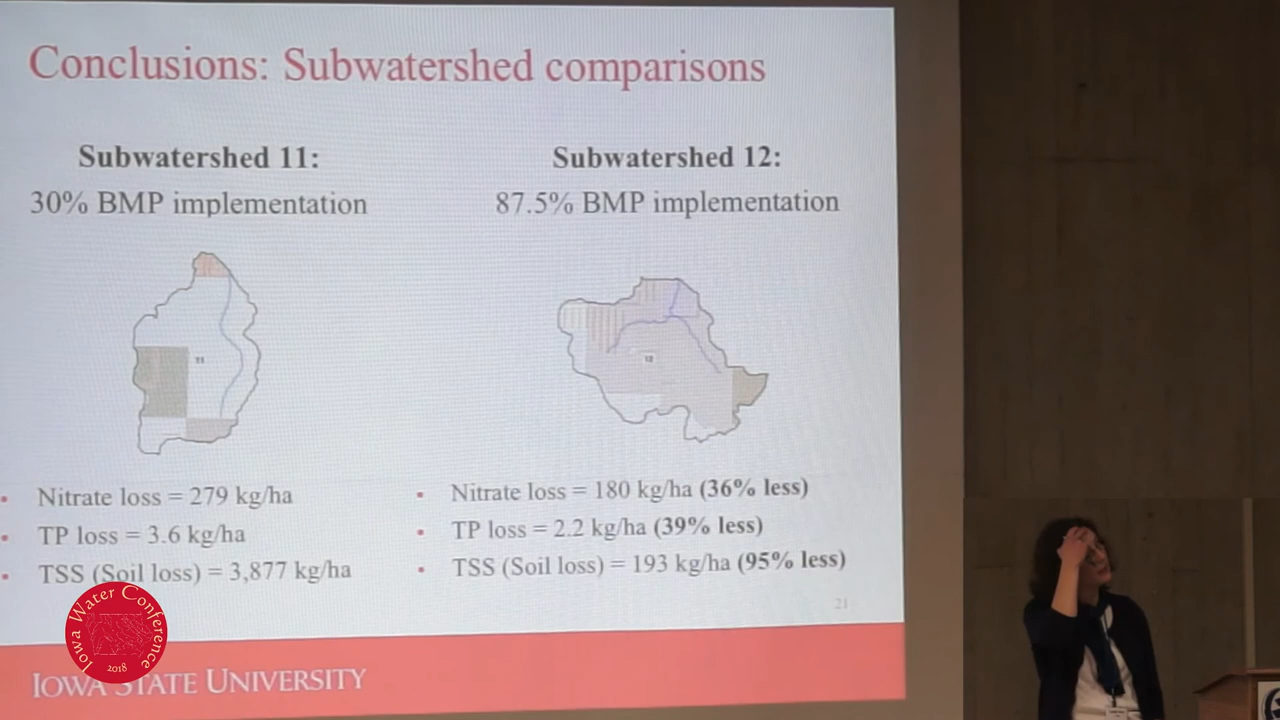 Conclusions: Subwatershed comparisons
Subwatershed 11:
30% BMP implementation
11
• Nitrate loss = 279 kg/ha
• TP loss = 3.6 kg/ha
• TSS (Soil loss) = 3,877 kg/ha
Subwatershed 12:
87.5% BMP implementation
12
• Nitrate loss = 180 kg/ha (36% less)
• TP loss = 2.2 kg/ha (39% less)
• TSS (Soil loss) = 193 kg/ha (95% less)
21
Iowa Water Conference
2018
IOWA STATE UNIVERSITY